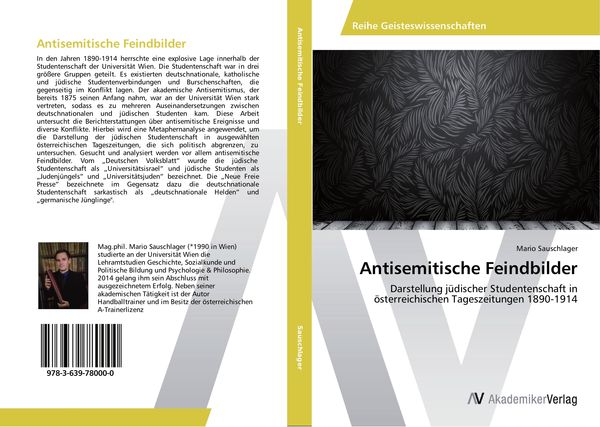 Antisemitische Feindbilder
In den Jahren 1890-1914 herrschte eine explosive Lage innerhalb der
Studentenschaft der Universität Wien. Die Studentenschaft war in drei
größere Gruppen geteilt. Es existierten deutschnationale, katholische
und jüdische Studentenverbindungen und Burschenschaften, die
gegenseitig im Konflikt lagen. Der akademische Antisemitismus, der
bereits 1875 seinen Anfang nahm, war an der Universität Wien stark
vertreten, sodass es zu mehreren Auseinandersetzungen zwischen
deutschnationalen und jüdischen Studenten kam. Diese Arbeit
untersucht die Berichterstattungen über antisemitische Ereignisse und
diverse Konflikte. Hierbei wird eine Metaphernanalyse angewendet, um
die Darstellung der jüdischen Studentenschaft in ausgewählten
österreichischen Tageszeitungen, die sich politisch abgrenzen, zu
untersuchen. Gesucht und analysiert werden vor allem antisemitische
Feindbilder. Vom „Deutschen Volksblatt“ wurde die jüdische
Studentenschaft als „Universitätsisrael“ und jüdische Studenten als
„Judenjüngels“ und „Universitätsjuden“ bezeichnet. Die „Neue Freie
Presse“ bezeichnete im Gegensatz dazu die deutschnationale
Studentenschaft sarkastisch als „deutschnationale Helden“ und
„germanische Jünglinge“.
Mag.phil. Mario Sauschlager (*1990 in Wien)
studierte an der Universität Wien die
Lehramtstudien Geschichte, Sozialkunde und
Politische Bildung und Psychologie & Philosophie.
2014 gelang ihm sein Abschluss mit
ausgezeichnetem Erfolg. Neben seiner
akademischen Tätigkeit ist der Autor
Handballtrainer und im Besitz der österreichischen
A-Trainerlizenz
978-3-639-78000-0
Antisemitische Feindbilder
Sauschlager
Reihe Geisteswissenschaften
Mario Sauschlager
Antisemitische Feindbilder
Darstellung jüdischer Studentenschaft in
österreichischen Tageszeitungen 1890-1914
AV AkademikerVerlag